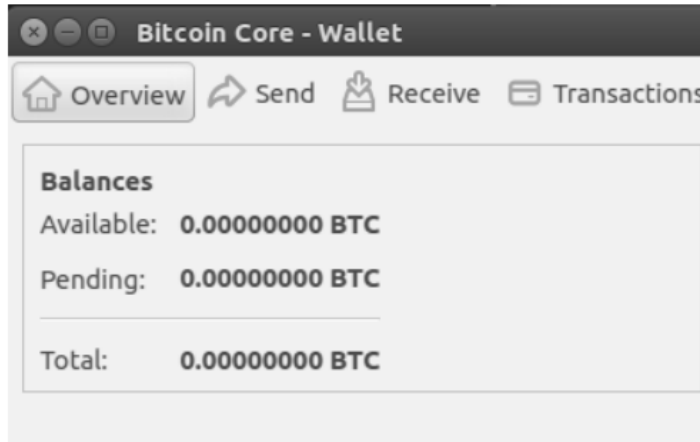 Bitcoin Core - Wallet
Overview Send Receive Transactions
Balances
Available: 0.00000000 BTC
Pending: 0.00000000 BTC
Total: 0.00000000 BTC